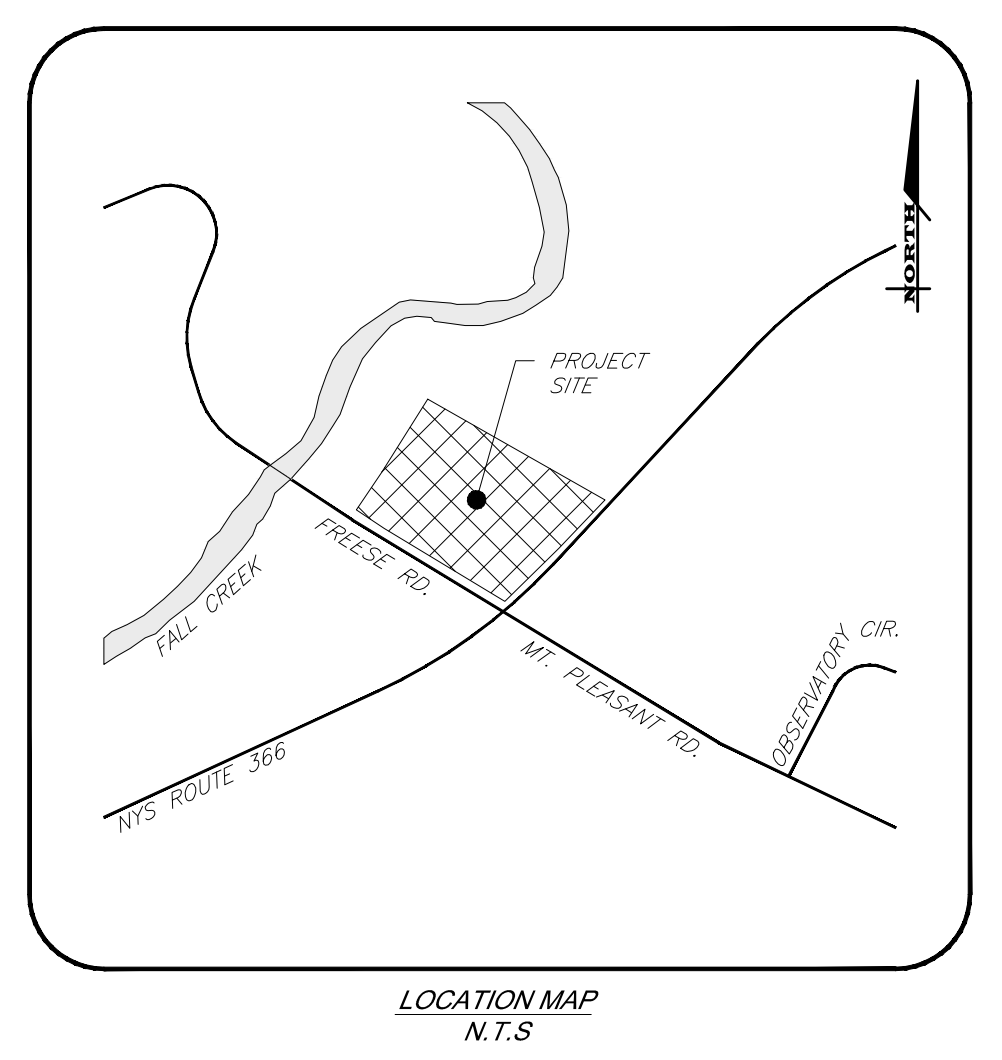 NORTH
PROJECT
SITE
FREESE RD.
FALL CREEK
OBSERVATORY CIR.
MT. PLEASANT RD.
NYS ROUTE 366
LOCATION MAP
N.T.S